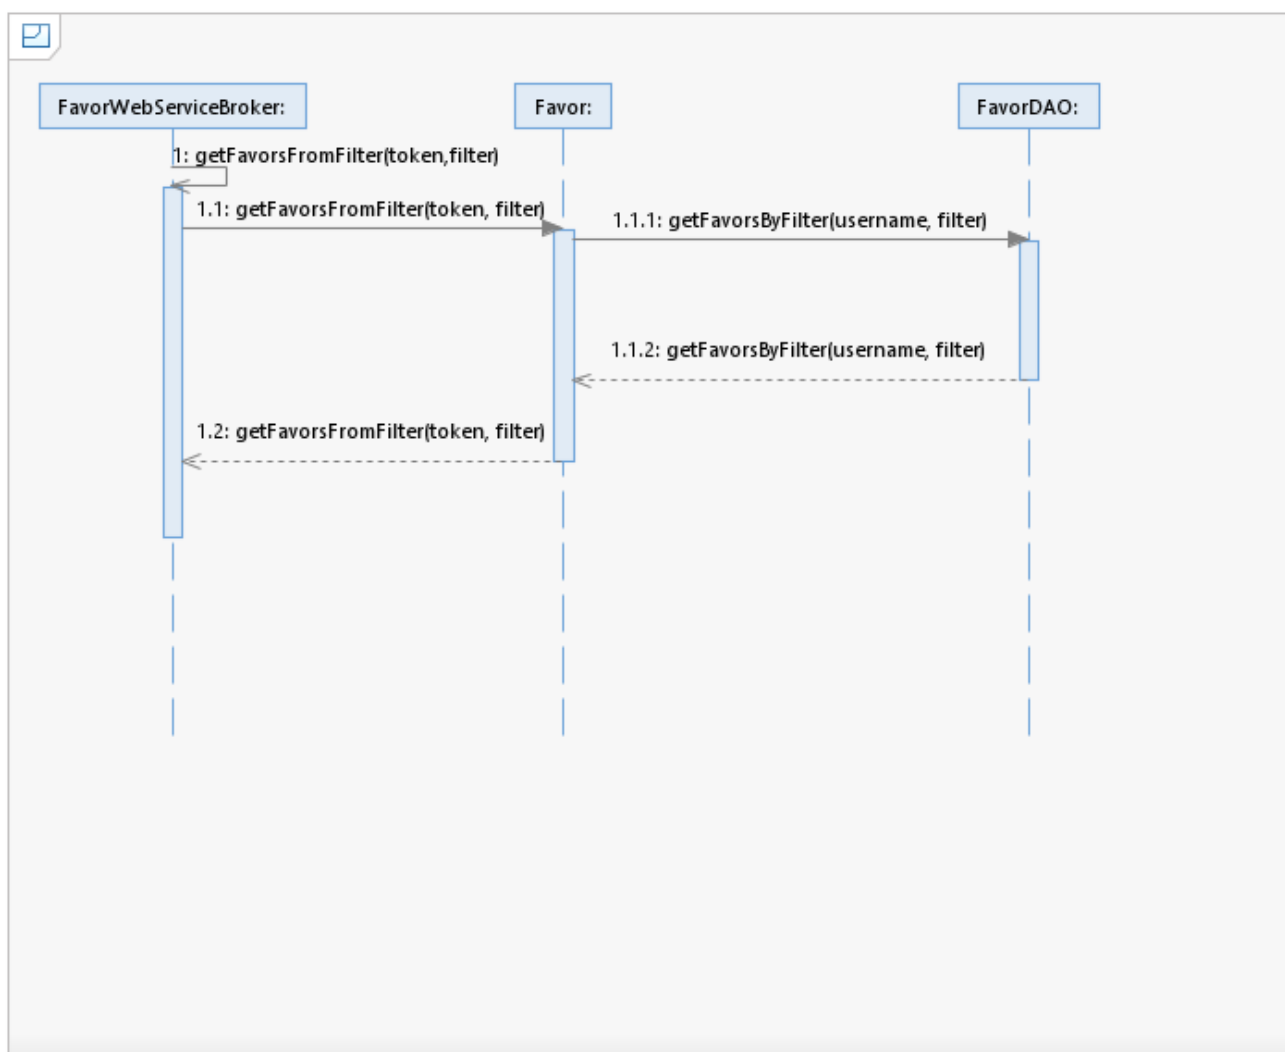 FavorWebServiceBroker:
Favor:
FavorDAO:
1: getFavorsFromFilter(token,filter)
1.1: getFavorsFromFilter(token, filter)
1.1.1: getFavorsByFilter(username, filter)
1.1.2: getFavorsByFilter(username, filter)
1.2: getFavorsFromFilter(token, filter)